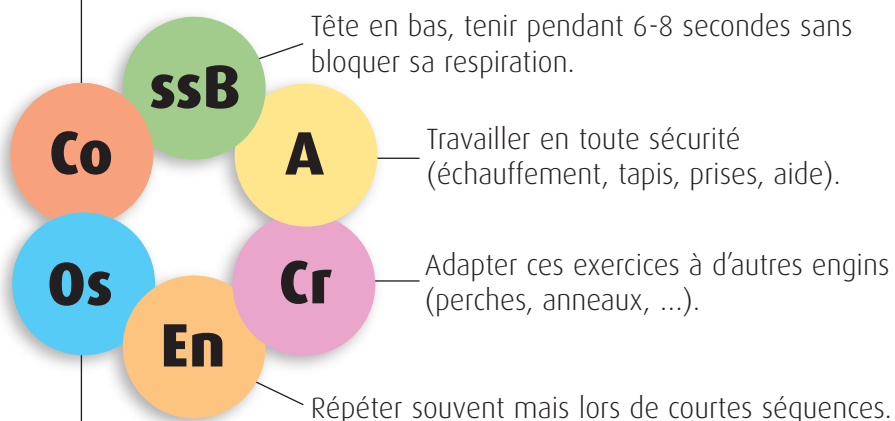 Tête en bas, tenir pendant 6-8 secondes sans
bloquer sa respiration.
ssB
Co
A
Travailler en toute sécurité
(échauffement, tapis, prises, aide).
Os
Cr
Adapter ces exercices à d'autres engins
(perches, anneaux, ...).
En
Répéter souvent mais lors de courtes séquences.